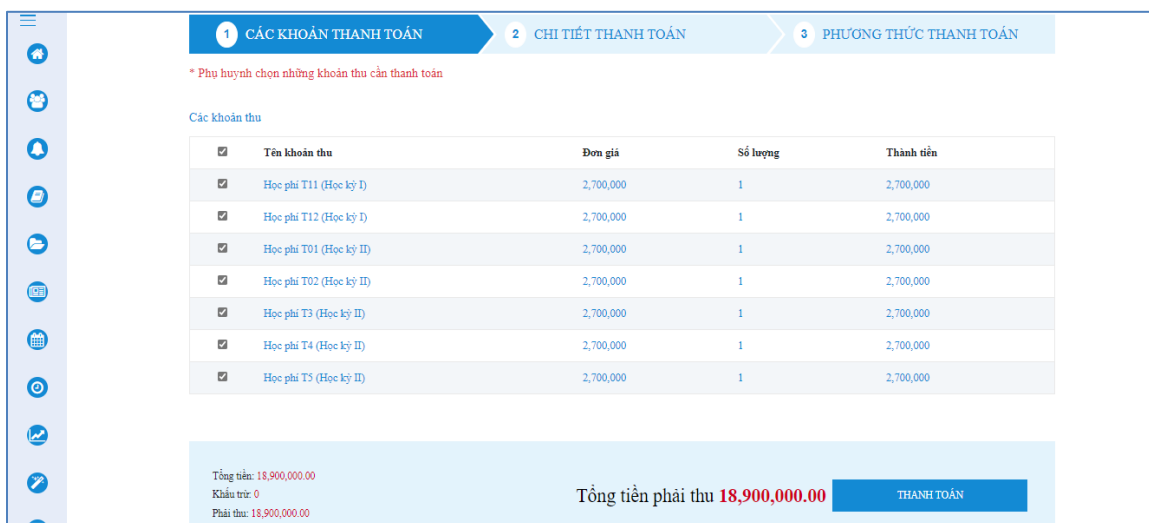 1 CÁC KHOẢN THANH TOÁN 2 CHI TIẾT THANH TOÁN 3 PHƯƠNG THỨC THANH TOÁN
* Phụ huynh chọn những khoản thu cần thanh toán
Các khoản thu
Tên khoản thu Đơn giá Số lượng Thành tiền
Học phí T11 (Học kỳ I) 2,700,000 1 2,700,000
Học phí T12 (Học kỳ I) 2,700,000 1 2,700,000
Học phí T01 (Học kỳ II) 2,700,000 1 2,700,000
Học phí T02 (Học kỳ II) 2,700,000 1 2,700,000
Học phí T3 (Học kỳ II) 2,700,000 1 2,700,000
Học phí T4 (Học kỳ II) 2,700,000 1 2,700,000
Học phí T5 (Học kỳ II) 2,700,000 1 2,700,000
Tổng tiền: 18,900,000.00
Khấu trừ: 0
Phải thu: 18,900,000.00
Tổng tiền phải thu 18,900,000.00 THANH TOÁN